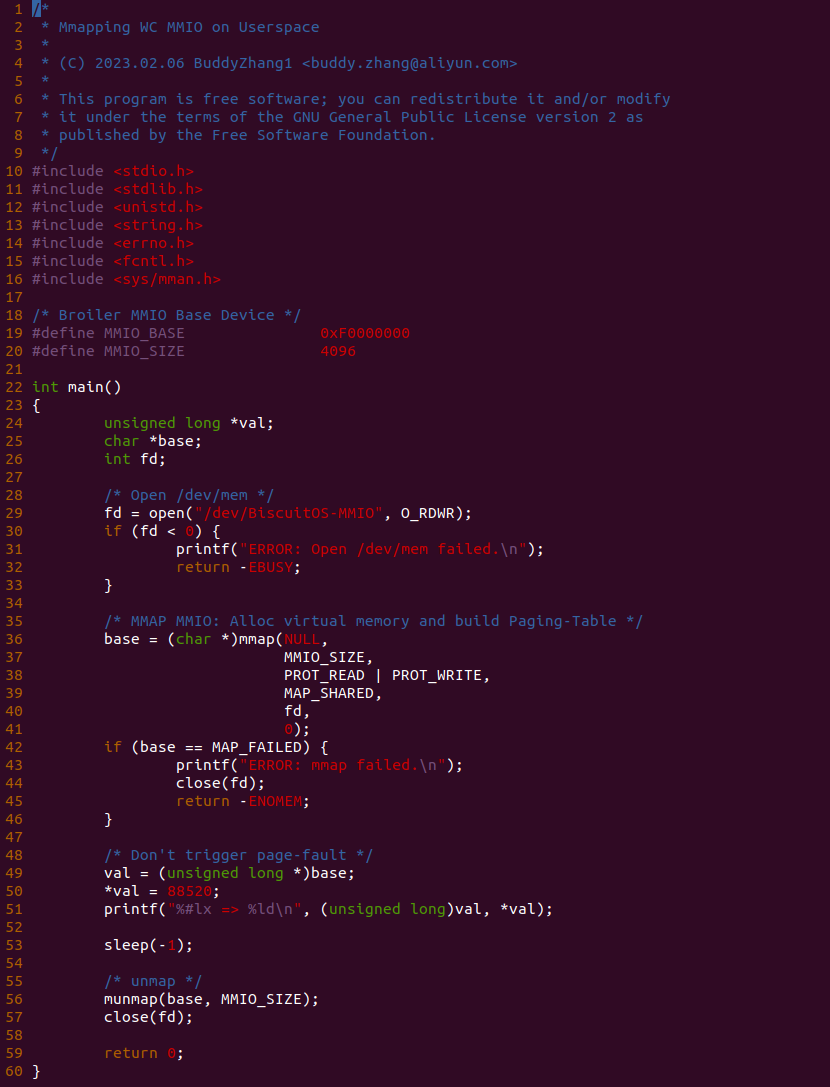 1 /*
2  * Mmapping WC MMIO on Userspace
3  *
4  * (C) 2023.02.06 BuddyZhang1 <buddy.zhang@aliyun.com>
5  *
6  * This program is free software; you can redistribute it and/or modify
7  * it under the terms of the GNU General Public License version 2 as
8  * published by the Free Software Foundation.
9  */
10 #include <stdio.h>
11 #include <stdlib.h>
12 #include <unistd.h>
13 #include <string.h>
14 #include <errno.h>
15 #include <fcntl.h>
16 #include <sys/mman.h>
17
18 /* Broiler MMIO Base Device */
19 #define MMIO_BASE               0xF0000000
20 #define MMIO_SIZE               4096
21
22 int main()
23 {
24         unsigned long *val;
25         char *base;
26         int fd;
27
28         /* Open /dev/mem */
29         fd = open("/dev/BiscuitOS-MMIO", O_RDWR);
30         if (fd < 0) {
31                 printf("ERROR: Open /dev/mem failed.\n");
32                 return -EBUSY;
33         }
34
35         /* MMAP MMIO: Alloc virtual memory and build Paging-Table */
36         base = (char *)mmap(NULL,
37                             MMIO_SIZE,
38                             PROT_READ | PROT_WRITE,
39                             MAP_SHARED,
40                             fd,
41                             0);
42         if (base == MAP_FAILED) {
43                 printf("ERROR: mmap failed.\n");
44                 close(fd);
45                 return -ENOMEM;
46         }
47
48         /* Don't trigger page-fault */
49         val = (unsigned long *)base;
50         *val = 88520;
51         printf("%#lx => %ld\n", (unsigned long)val, *val);
52
53         sleep(-1);
54
55         /* unmap */
56         munmap(base, MMIO_SIZE);
57         close(fd);
58
59         return 0;
60 }